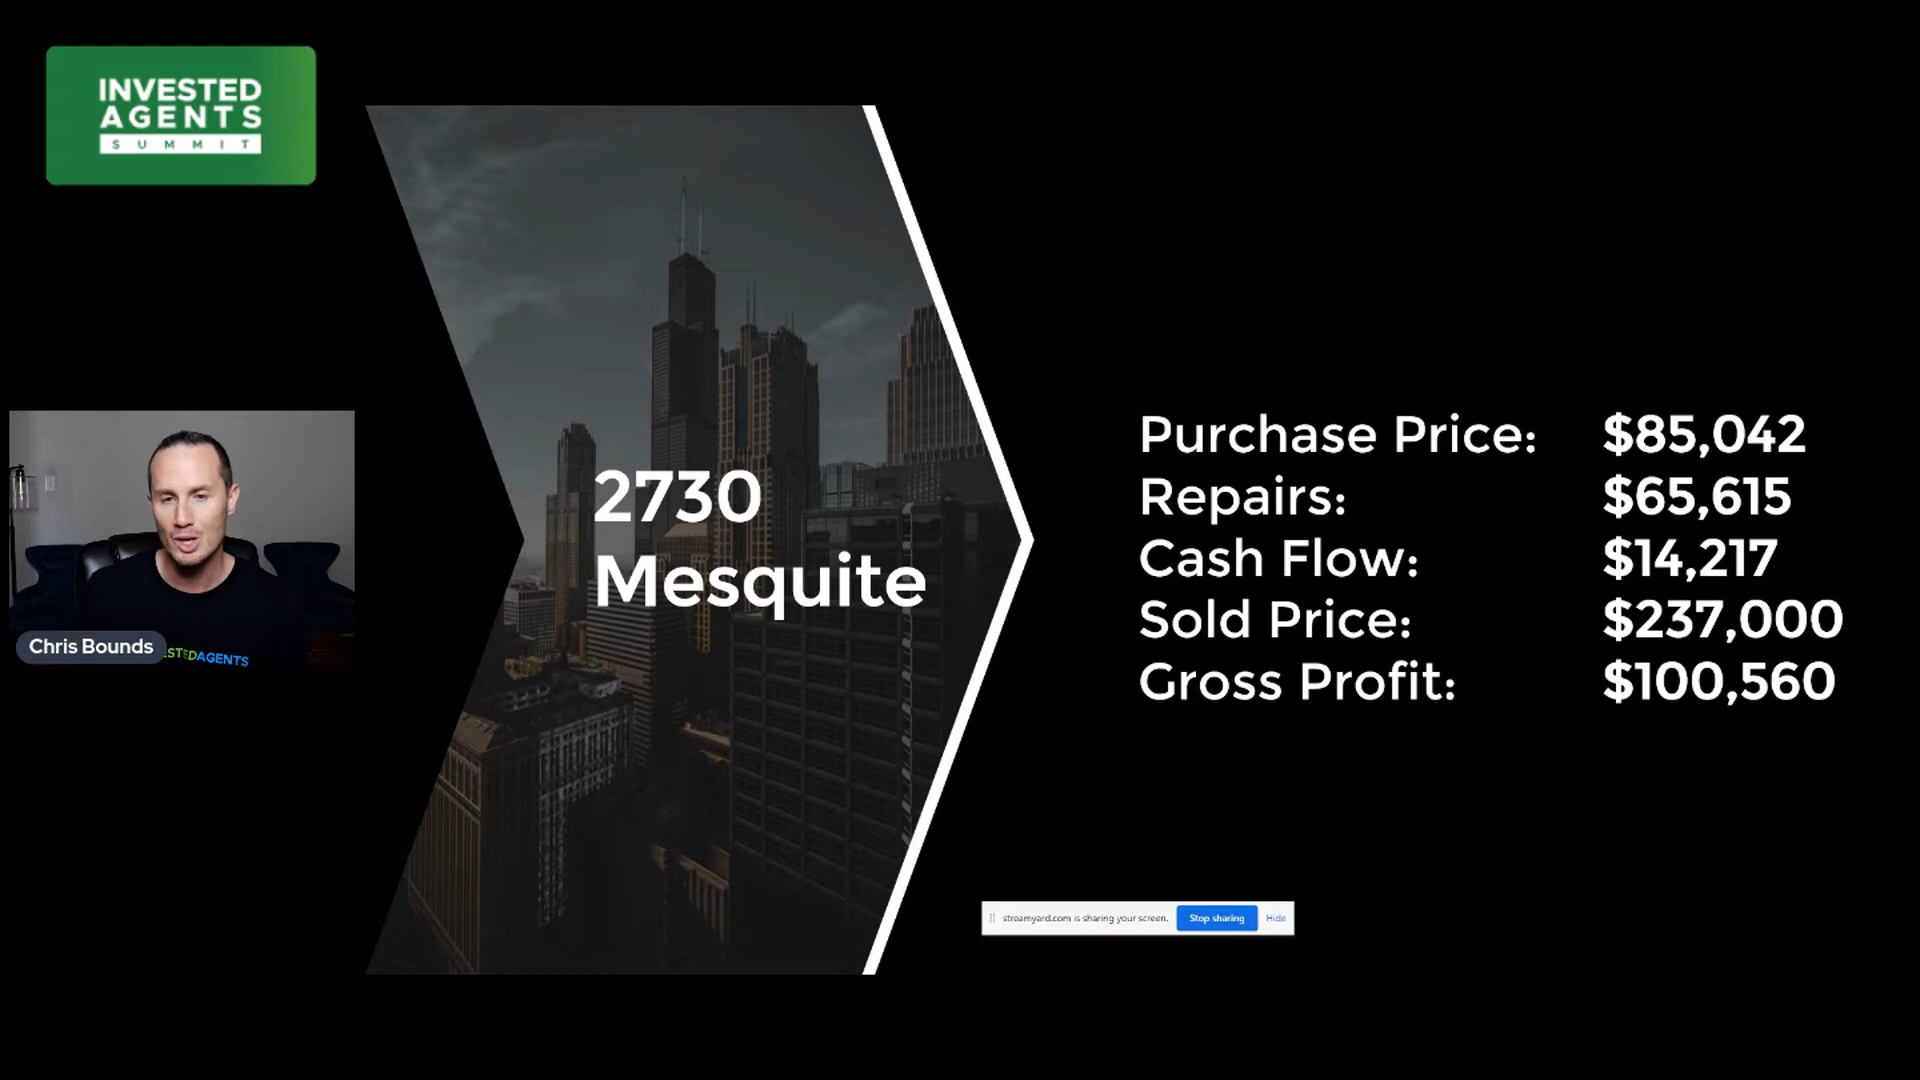 INVESTED
AGENTS
SUMMIT
Chris Bounds
STEDAGENTS
2730
Mesquite
Purchase Price: $85,042
Repairs: $65,615
Cash Flow: $14,217
Sold Price: $237,000
Gross Profit: $100,560
streamyard.com is sharing your screen. Stop sharing Hide